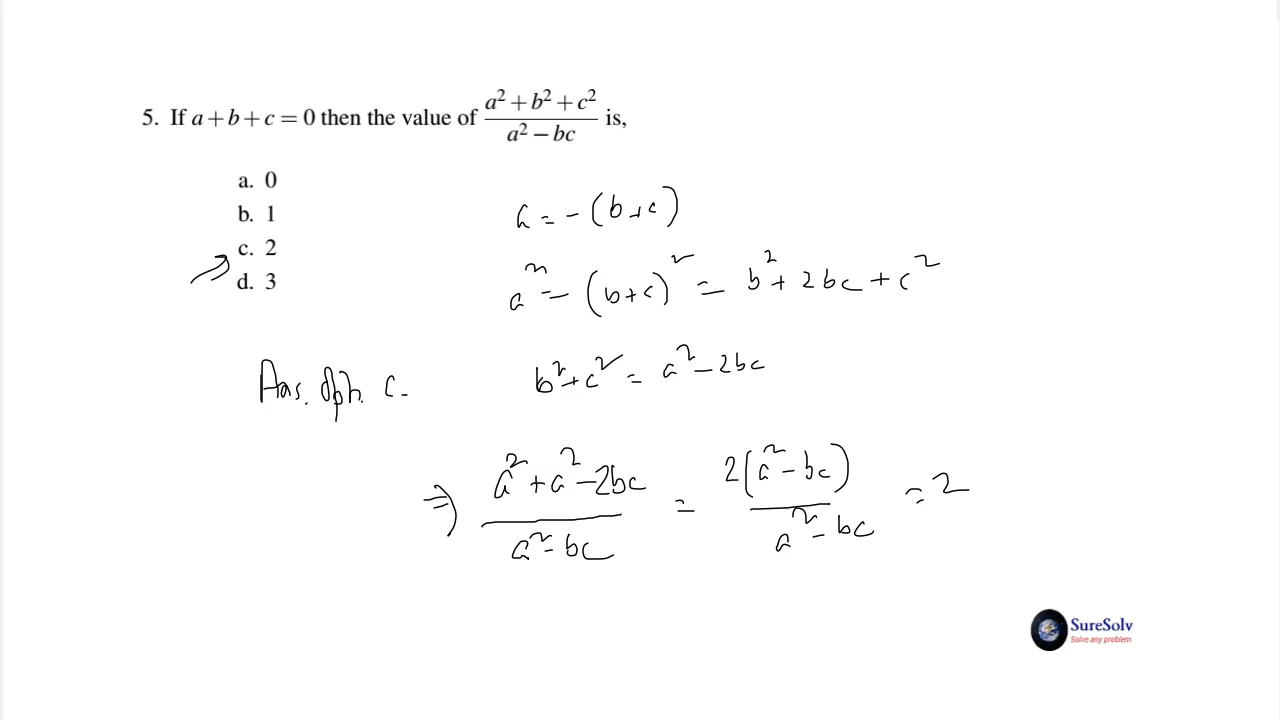 5. If a+b+c=0 then the value of (a²+b²+c²)/(a²−bc) is,
a. 0
b. 1
c. 2
d. 3
a = -(b+c)
a² = (b+c)² = b² + 2bc + c²
b²+c² = a² - 2bc
Ans. Optn. c.
⇒ (a²+a²-2bc)/(a²-bc) = 2(a²-bc)/(a²-bc) = 2
SureSolv
Solve any problem